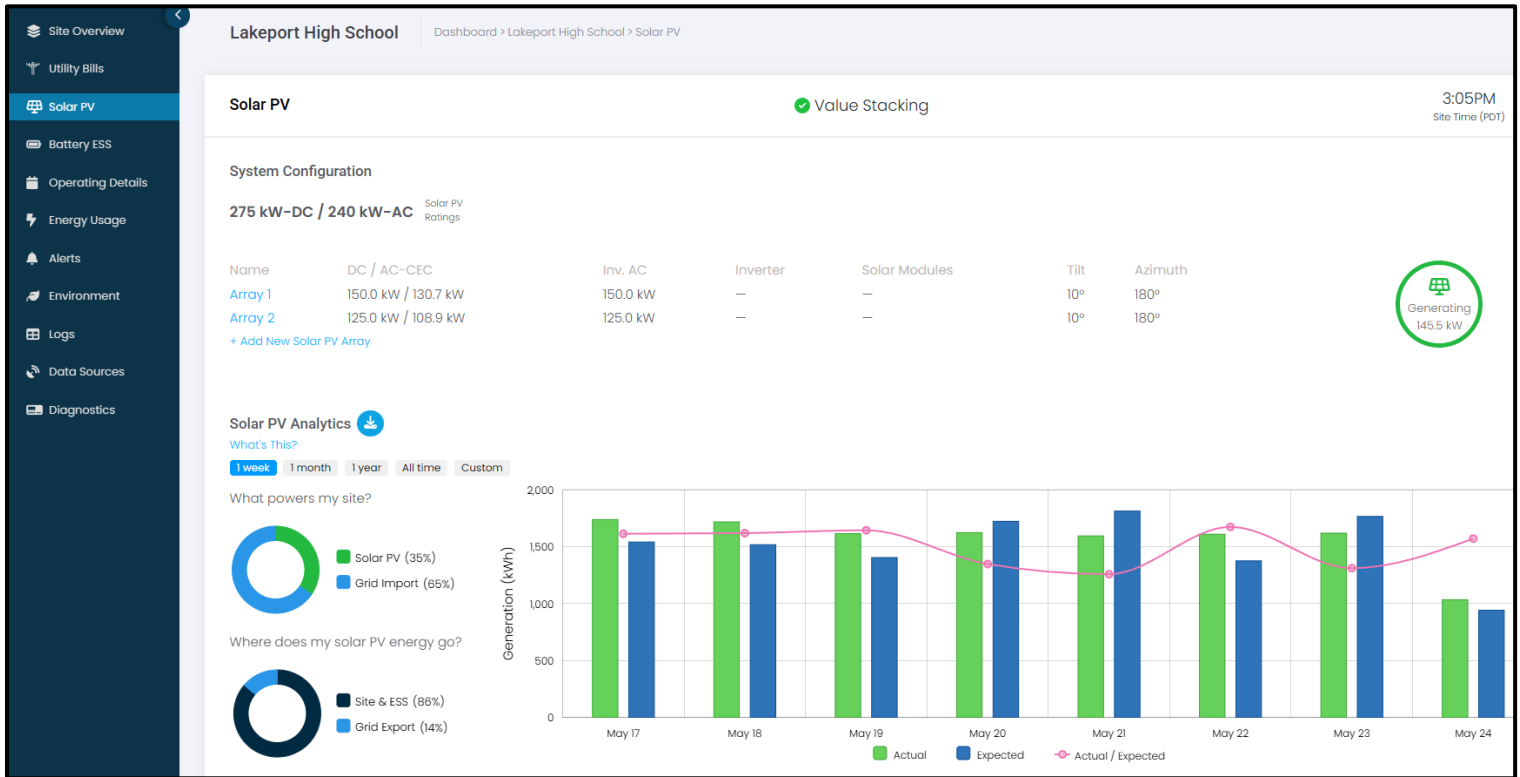 Site Overview
Utility Bills
Solar PV
Battery ESS
Operating Details
Energy Usage
Alerts
Environment
Logs
Data Sources
Diagnostics
Lakeport High School
Dashboard > Lakeport High School > Solar PV
Solar PV
Value Stacking
3:05PM
Site Time (PDT)
System Configuration
275 kW-DC / 240 kW-AC Solar PV
Ratings
Name DC / AC-CEC Inv. AC Inverter Solar Modules Tilt Azimuth
Array 1 150.0 kW / 130.7 kW 150.0 kW — — 10º 180º
Array 2 125.0 kW / 108.9 kW 125.0 kW — — 10º 180º
+ Add New Solar PV Array
Generating
145.5 kW
Solar PV Analytics
What's This?
1 week 1 month 1 year All time Custom
What powers my site?
Solar PV (35%)
Grid Import (65%)
Where does my solar PV energy go?
Site & ESS (86%)
Grid Export (14%)
Generation (kWh)
2,000
1,500
1,000
500
0
May 17 May 18 May 19 May 20 May 21 May 22 May 23 May 24
Actual Expected Actual / Expected